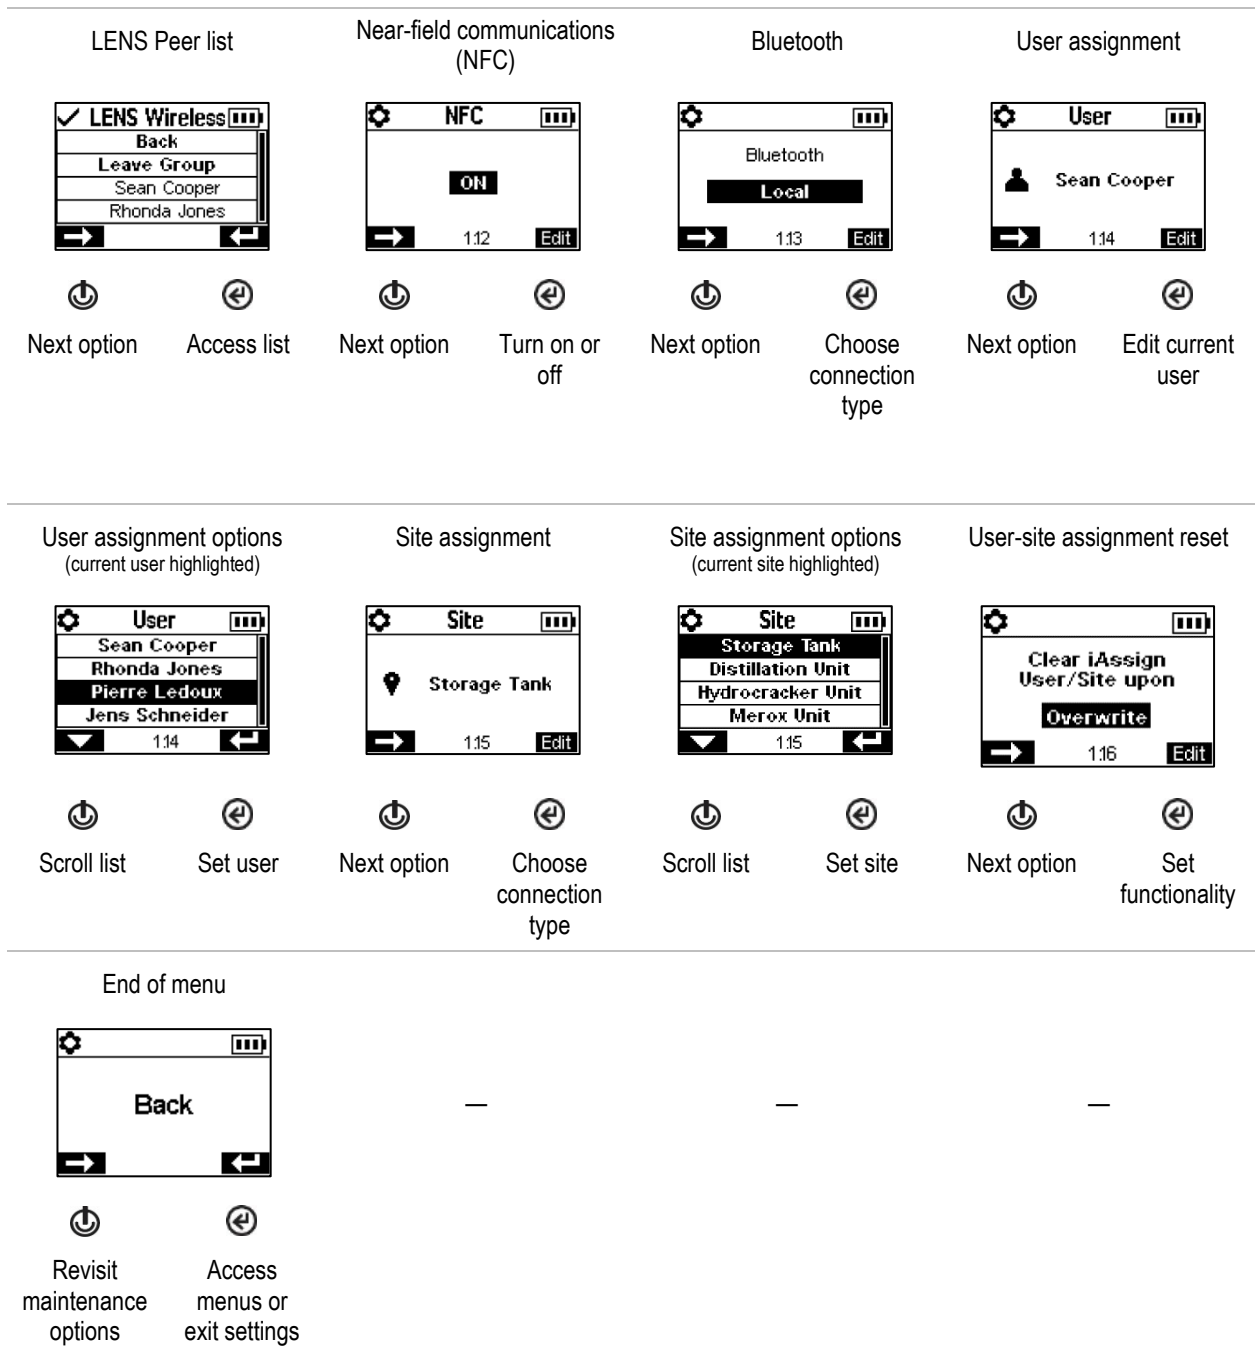 LENS Peer list
Near-field communications
(NFC)
Bluetooth
User assignment
LENS Wireless
Back
Leave Group
Sean Cooper
Rhonda Jones
NFC
ON
1.12
Edit
Bluetooth
Local
1.13
Edit
User
Sean Cooper
1.14
Edit
Next option
Access list
Next option
Turn on or
off
Next option
Choose
connection
type
Next option
Edit current
user
User assignment options
(current user highlighted)
Site assignment
Site assignment options
(current site highlighted)
User-site assignment reset
User
Sean Cooper
Rhonda Jones
Pierre Ledoux
Jens Schneider
1.14
Site
Storage Tank
1.15
Edit
Site
Storage Tank
Distillation Unit
Hydrocracker Unit
Merox Unit
1.15
Clear iAssign
User/Site upon
Overwrite
1.16
Edit
Scroll list
Set user
Next option
Choose
connection
type
Scroll list
Set site
Next option
Set
functionality
End of menu
Back
—
—
—
Revisit
maintenance
options
Access
menus or
exit settings